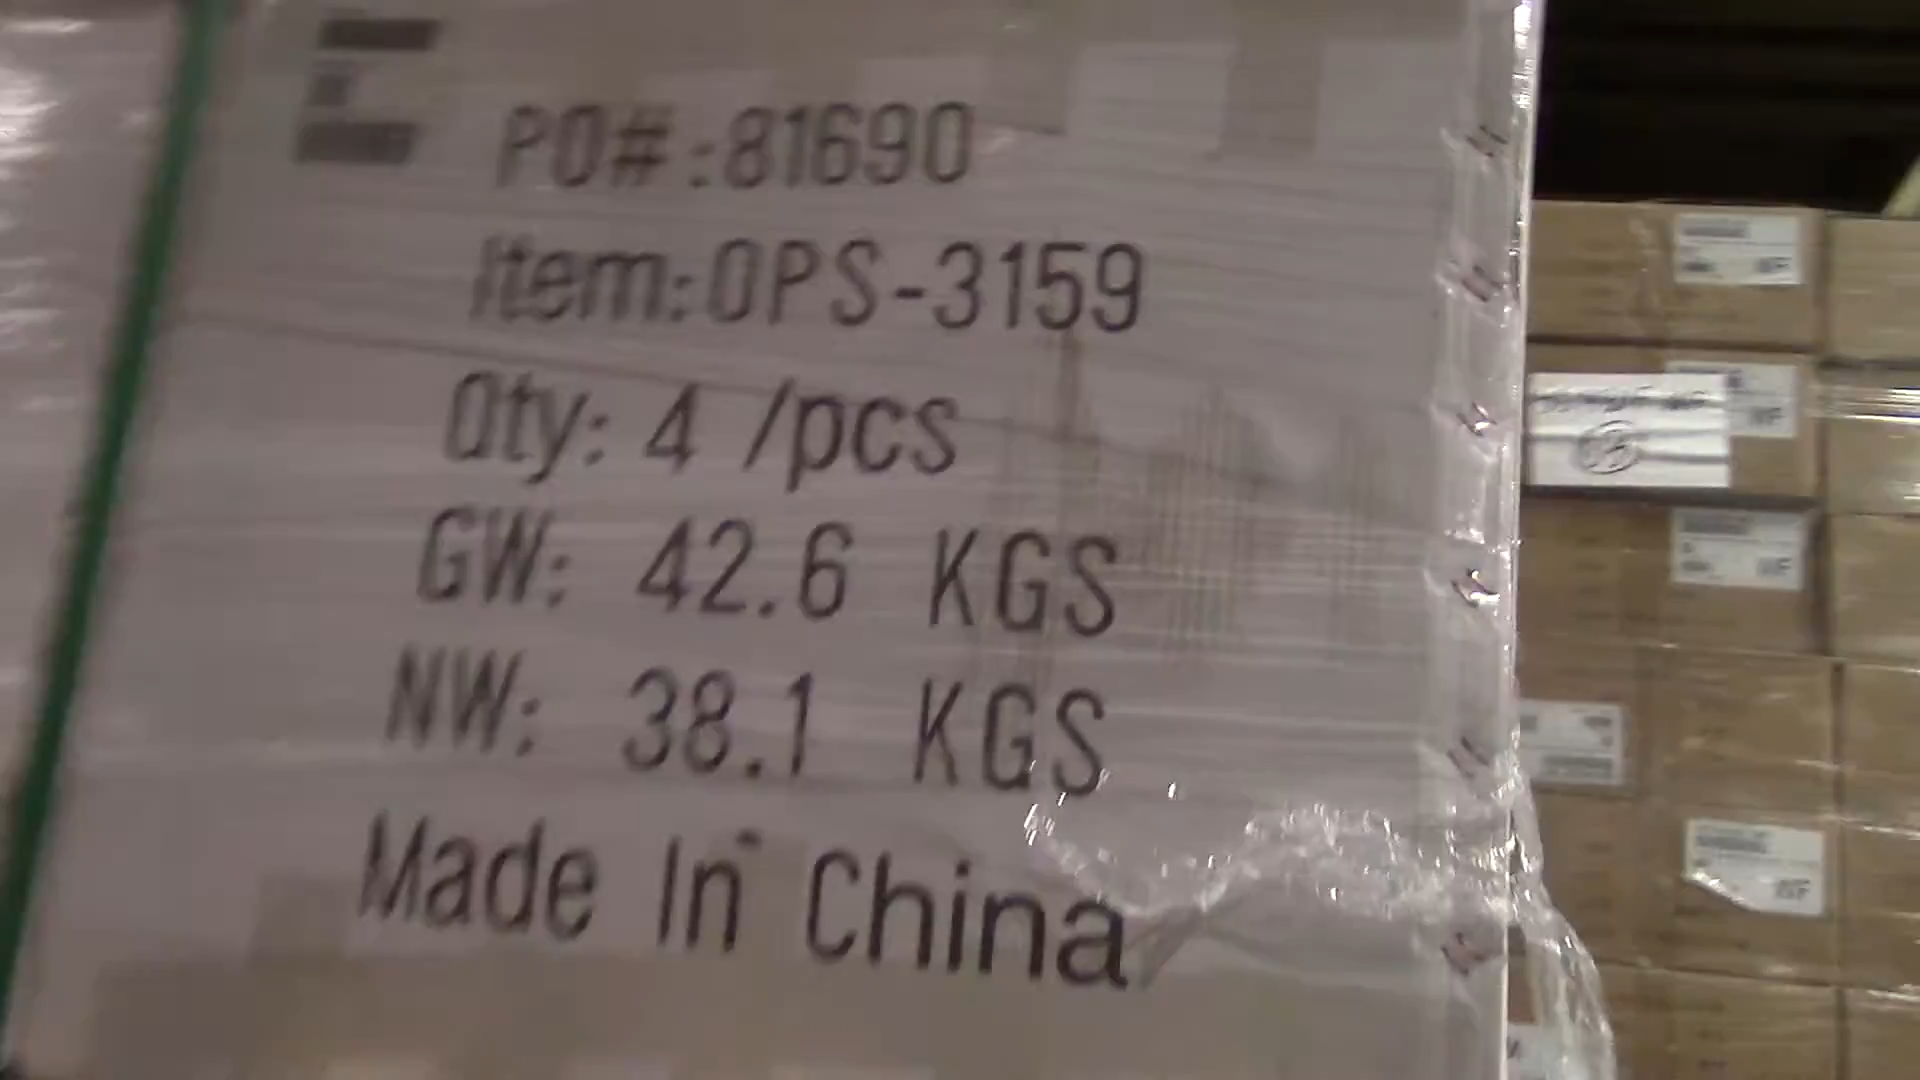 PO#:81690
Item:OPS-3159
Qty: 4 /pcs
GW: 42.6 KGS
NW: 38.1 KGS
Made In China